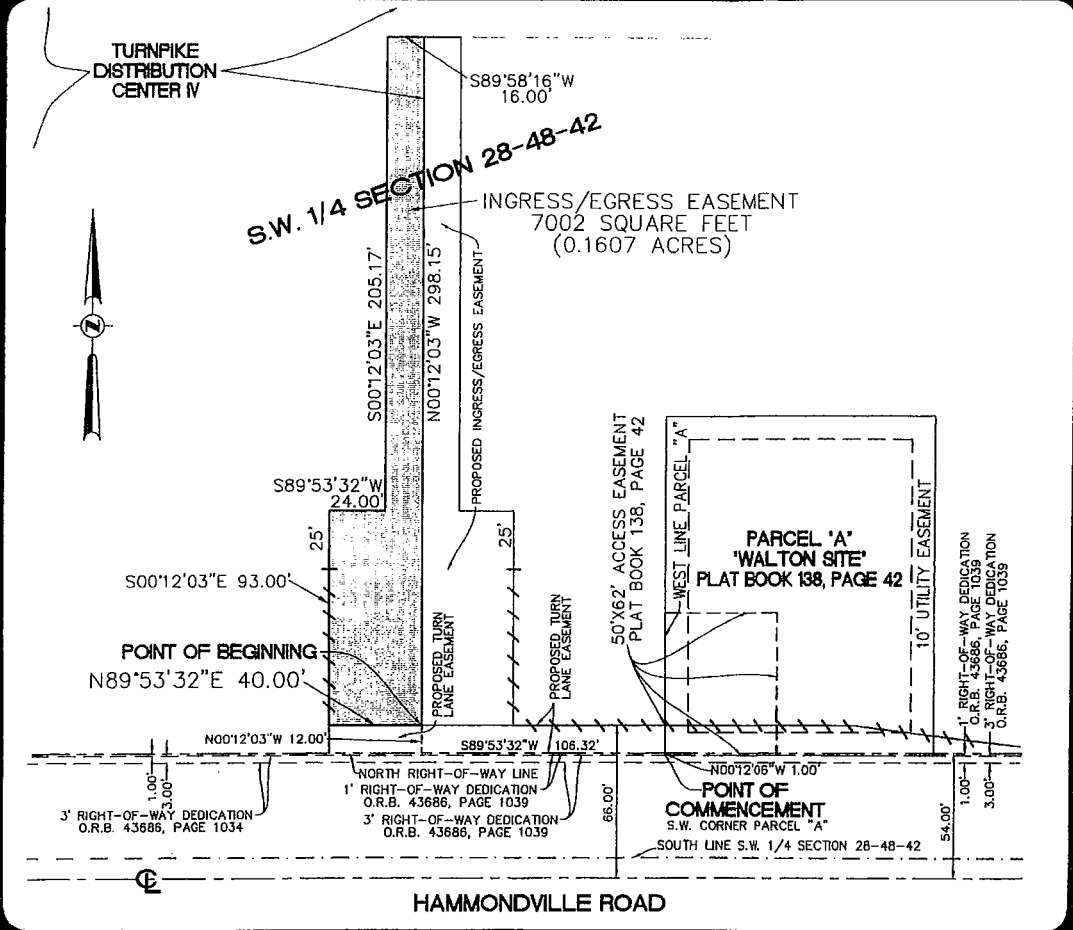 TURNPIKE
DISTRIBUTION
CENTER IV
S89°58'16"W
16.00'
S.W. 1/4 SECTION 28-48-42
INGRESS/EGRESS EASEMENT
7002 SQUARE FEET
(0.1607 ACRES)
S00°12'03"E 205.17'
N00°12'03"W 298.15'
PROPOSED INGRESS/EGRESS EASEMENT
Z
S89°53'32"W
24.00'
25'
25'
S00°12'03"E 93.00'
POINT OF BEGINNING
N89°53'32"E 40.00'
PROPOSED TURN
LANE EASEMENT
PROPOSED TURN
LANE EASEMENT
50'X62' ACCESS EASEMENT
PLAT BOOK 138, PAGE 42
WEST LINE PARCEL "A"
PARCEL 'A'
'WALTON SITE'
PLAT BOOK 138, PAGE 42
10' UTILITY EASEMENT
1' RIGHT-OF-WAY DEDICATION
O.R.B. 43686, PAGE 1039
3' RIGHT-OF-WAY DEDICATION
O.R.B. 43686, PAGE 1039
N00°12'03"W 12.00'
S89°53'32"W 106.32'
NORTH RIGHT-OF-WAY LINE
1' RIGHT-OF-WAY DEDICATION
O.R.B. 43686, PAGE 1039
3' RIGHT-OF-WAY DEDICATION
O.R.B. 43686, PAGE 1039
1.00'
3.00'
3' RIGHT-OF-WAY DEDICATION
O.R.B. 43686, PAGE 1034
66.00'
N00°12'06"W 1.00'
POINT OF
COMMENCEMENT
S.W. CORNER PARCEL "A"
54.00'
1.00'
3.00'
SOUTH LINE S.W. 1/4 SECTION 28-48-42
CL
HAMMONDVILLE ROAD